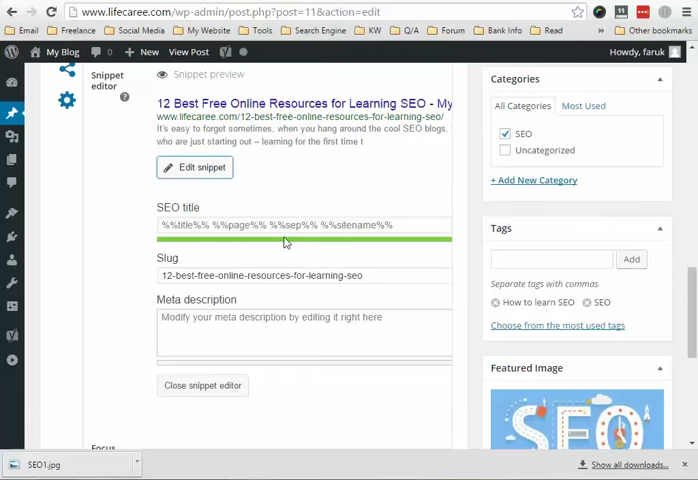 www.lifecaree.com/wp-admin/post.php?post=11&action=edit
Email Freelance Social Media My Website Tools Search Engine KW Q/A Forum Bank Info Read » Other bookmarks
My Blog 0 + New View Post Howdy, faruk
Snippet editor
Snippet preview
12 Best Free Online Resources for Learning SEO - My
www.lifecaree.com/12-best-free-online-resources-for-learning-seo/
It's easy to forget sometimes, when you hang around the cool SEO blogs,
who are just starting out – learning for the first time t
Edit snippet
SEO title
%%title%% %%page%% %%sep%% %%sitename%%
Slug
12-best-free-online-resources-for-learning-seo
Meta description
Modify your meta description by editing it right here
Close snippet editor
Focus
Categories
All Categories Most Used
SEO
Uncategorized
+ Add New Category
Tags
Add
Separate tags with commas
How to learn SEO SEO
Choose from the most used tags
Featured Image
SEO
SEO1.jpg
Show all downloads...